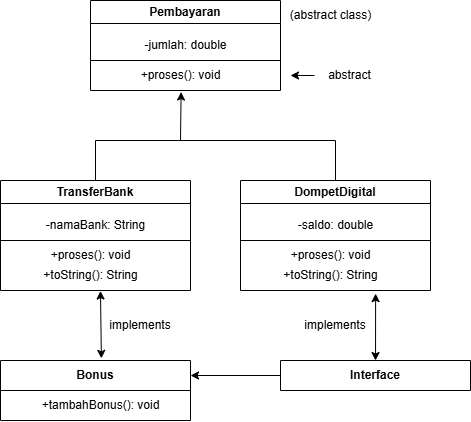 Pembayaran
(abstract class)
-jumlah: double
+proses(): void
abstract
TransferBank
-namaBank: String
+proses(): void
+toString(): String
DompetDigital
-saldo: double
+proses(): void
+toString(): String
implements
implements
Bonus
+tambahBonus(): void
Interface